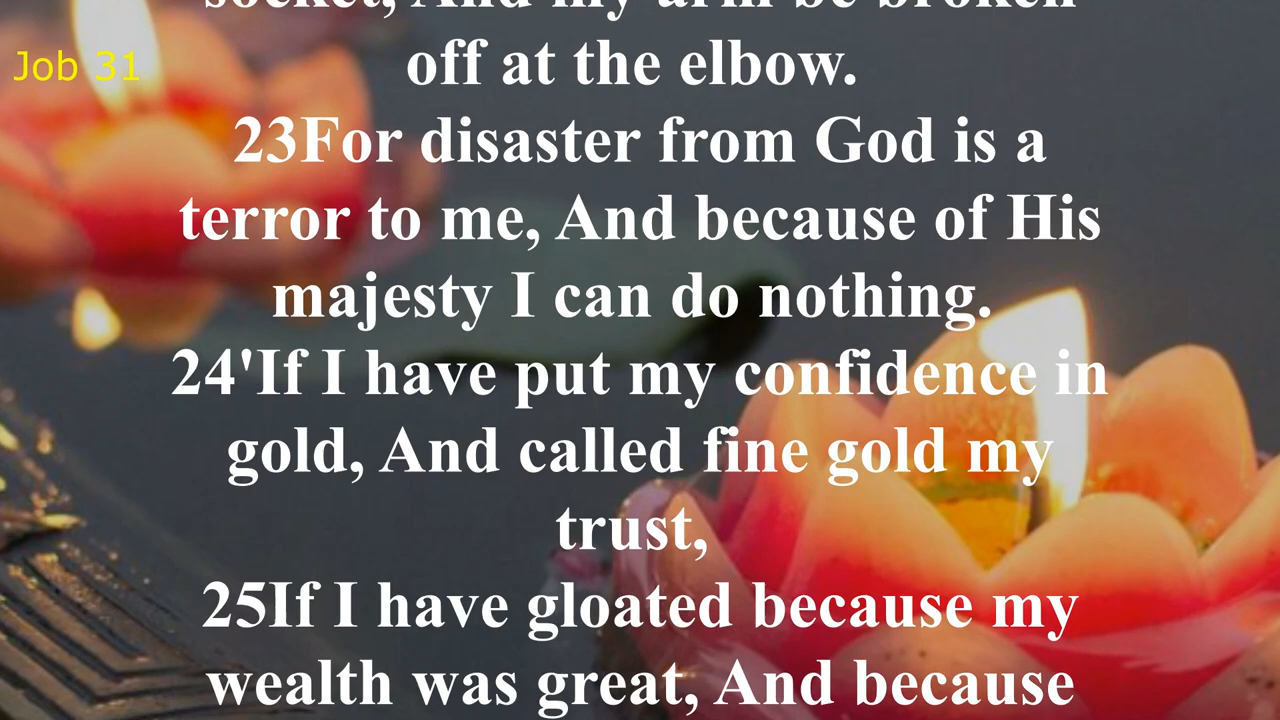 socket, And my arm be broken
off at the elbow.
Job 31
23For disaster from God is a
terror to me, And because of His
majesty I can do nothing.
24'If I have put my confidence in
gold, And called fine gold my
trust,
25If I have gloated because my
wealth was great, And because